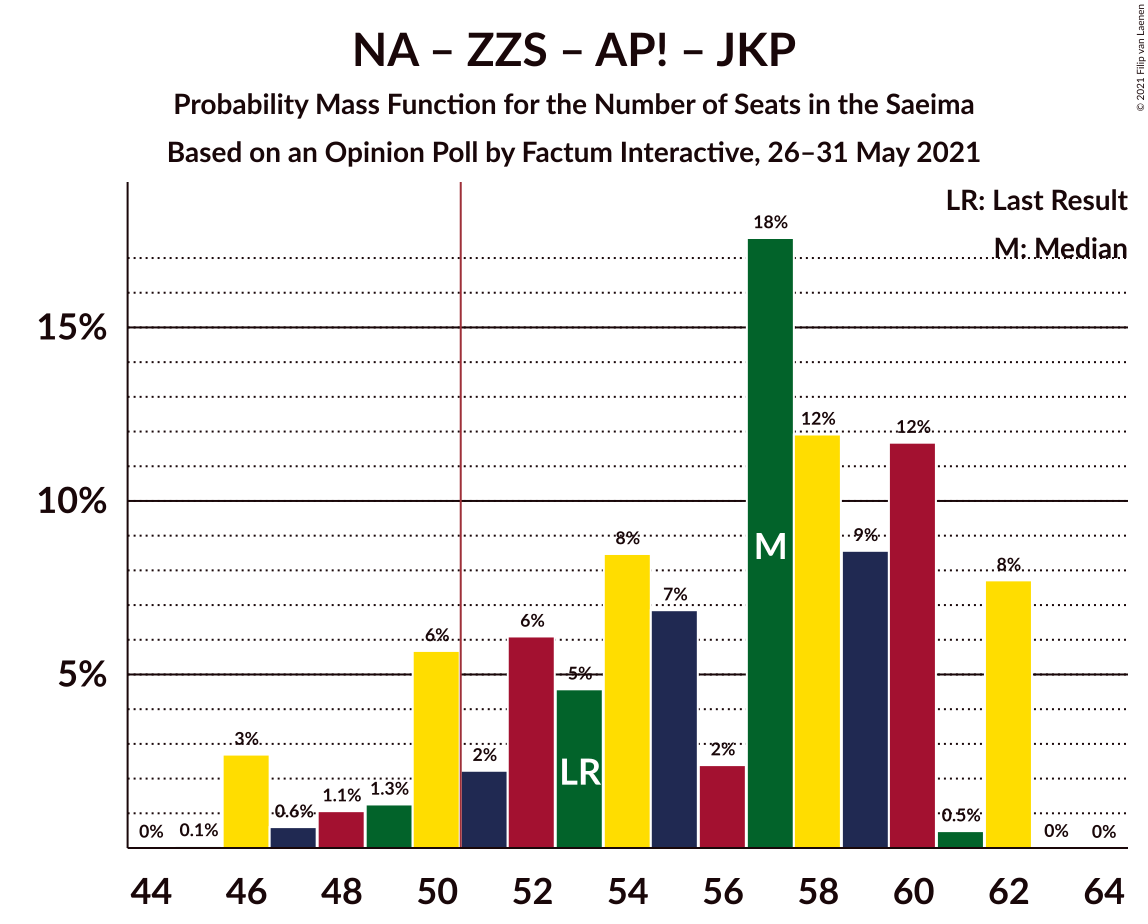 NA – ZZS – AP! – JKP
Probability Mass Function for the Number of Seats in the Saeima
Based on an Opinion Poll by Factum Interactive, 26–31 May 2021
© 2021 Filip van Laenen
LR: Last Result
M: Median
15%
10%
5%
0%
0.1%
3%
0.6%
1.1%
1.3%
6%
2%
6%
5%
8%
7%
2%
18%
12%
9%
12%
0.5%
8%
0%
0%
LR
M
44 46 48 50 52 54 56 58 60 62 64